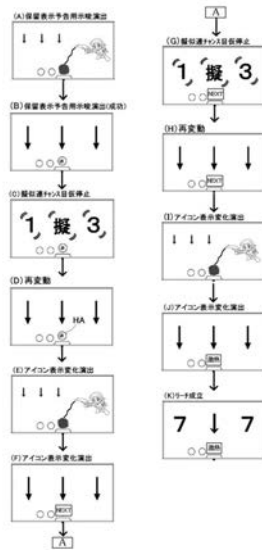 (A)保留表示予告用示唆演出
(B)保留表示予告用示唆演出(成功)
(C)擬似連チャンス目仮停止
1 擬 3
(D)再変動
HA
(E)アイコン表示変化演出
(F)アイコン表示変化演出
NEXT
A
A
(G)擬似連チャンス目仮停止
1 擬 3
NEXT
(H)再変動
NEXT
(I)アイコン表示変化演出
(J)アイコン表示変化演出
激熱
(K)リーチ成立
7 7
激熱